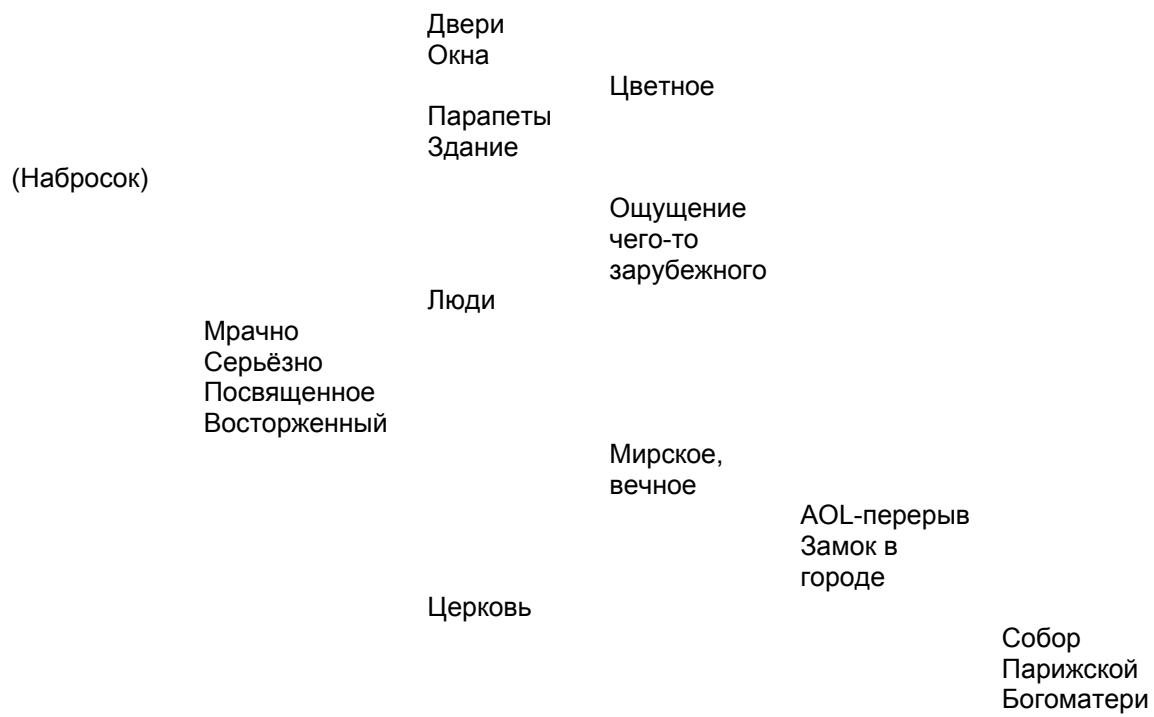 Двери
Окна
Цветное
Парапеты
Здание
(Набросок)
Ощущение
чего-то
зарубежного
Люди
Мрачно
Серьёзно
Посвященное
Восторженный
Мирское,
вечное
AOL-перерыв
Замок в
городе
Церковь
Собор
Парижской
Богоматери